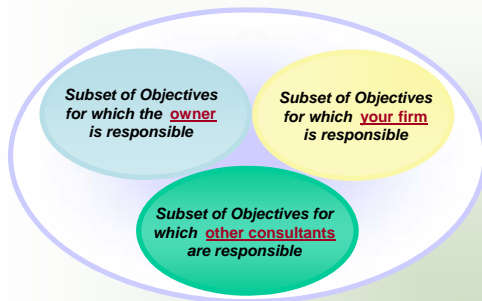 Subset of Objectives
for which the owner
is responsible
Subset of Objectives
for which your firm
is responsible
Subset of Objectives for
which other consultants
are responsible